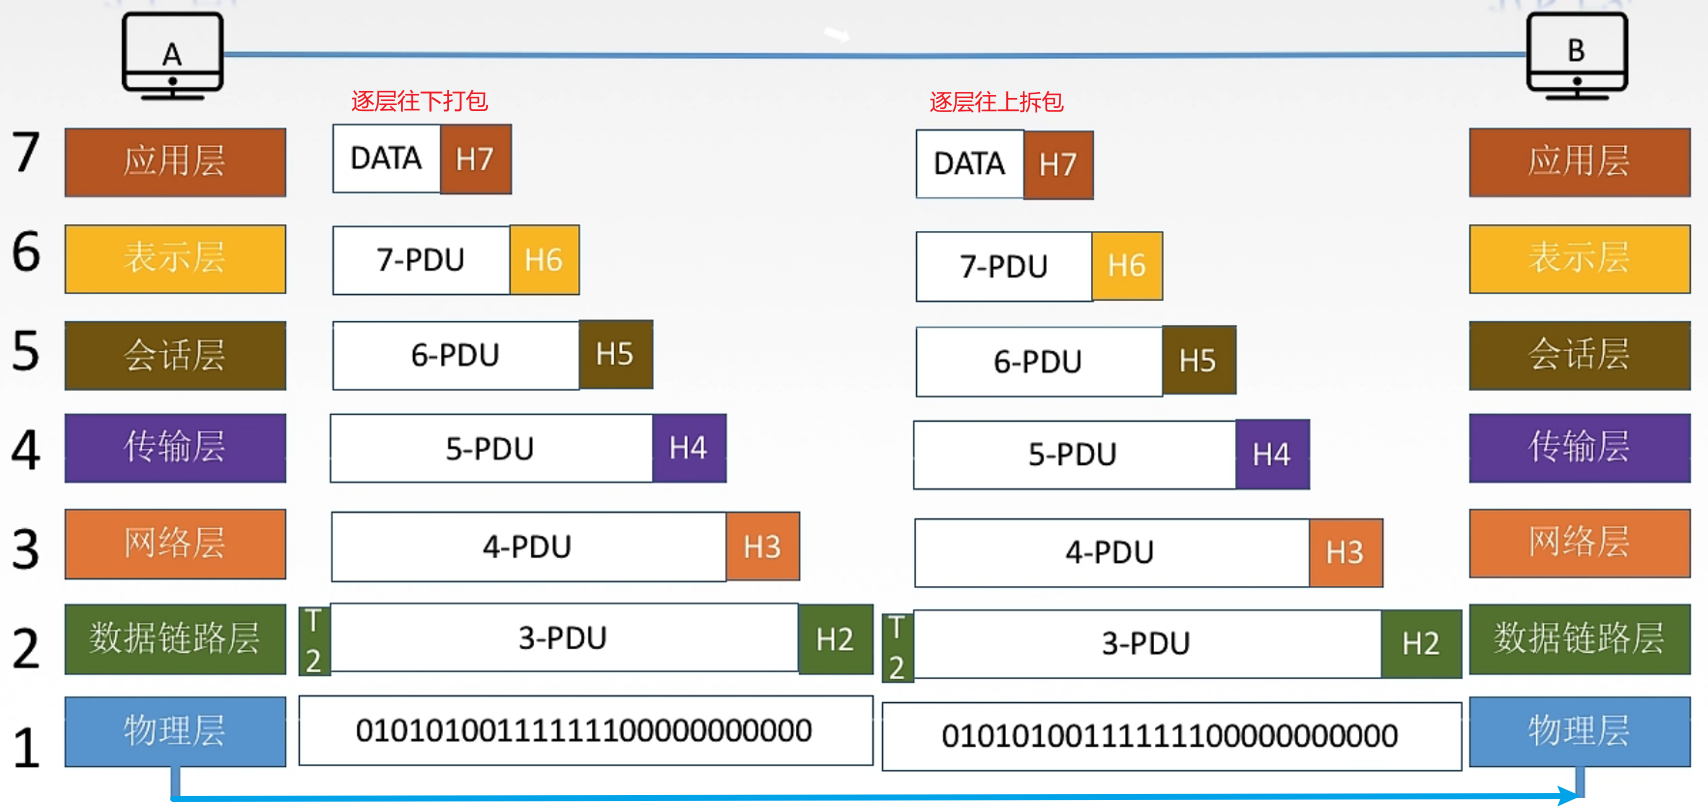 A
B
逐层往下打包
逐层往上拆包
7
应用层
DATA
H7
DATA
H7
应用层
6
表示层
7-PDU
H6
7-PDU
H6
表示层
5
会话层
6-PDU
H5
6-PDU
H5
会话层
4
传输层
5-PDU
H4
5-PDU
H4
传输层
3
网络层
4-PDU
H3
4-PDU
H3
网络层
2
数据链路层
T
2
3-PDU
H2
T
2
3-PDU
H2
数据链路层
1
物理层
010101001111111100000000000
010101001111111100000000000
物理层